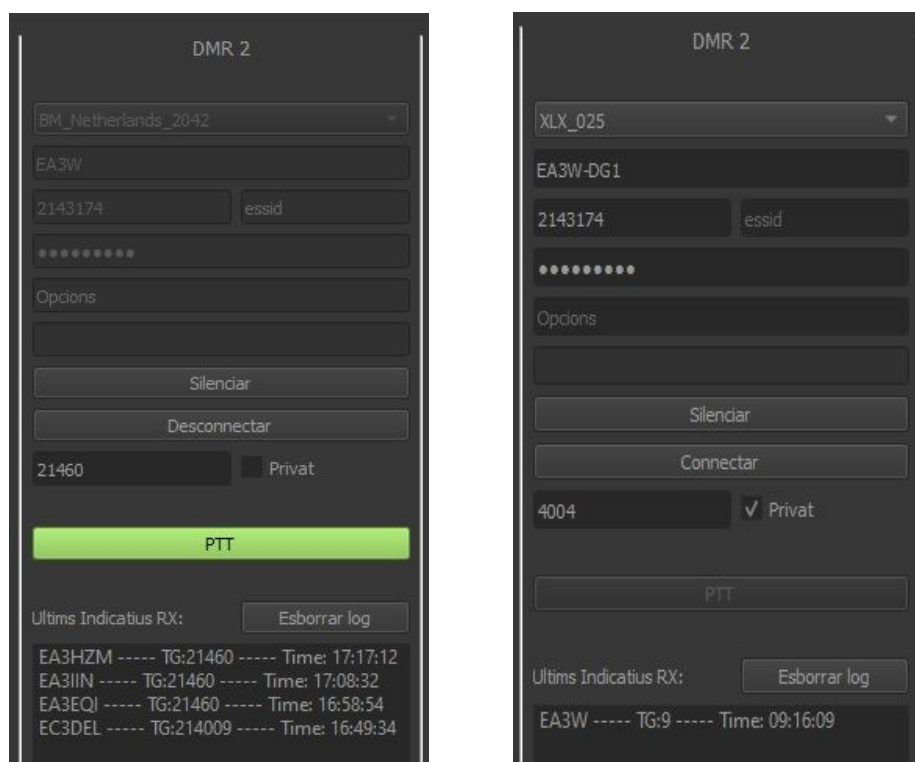 DMR 2
BM_Netherlands_2042
EA3W
2143174 essid
•••••••••
Opcions
Silenciar
Desconnectar
21460 Privat
PTT
Ultims Indicatius RX: Esborrar log
EA3HZM ----- TG:21460 ----- Time: 17:17:12
EA3IIN ----- TG:21460 ----- Time: 17:08:32
EA3EQI ----- TG:21460 ----- Time: 16:58:54
EC3DEL ----- TG:214009 ----- Time: 16:49:34
DMR 2
XLX_025
EA3W-DG1
2143174 essid
•••••••••
Opcions
Silenciar
Connectar
4004 Privat
PTT
Ultims Indicatius RX: Esborrar log
EA3W ----- TG:9 ----- Time: 09:16:09